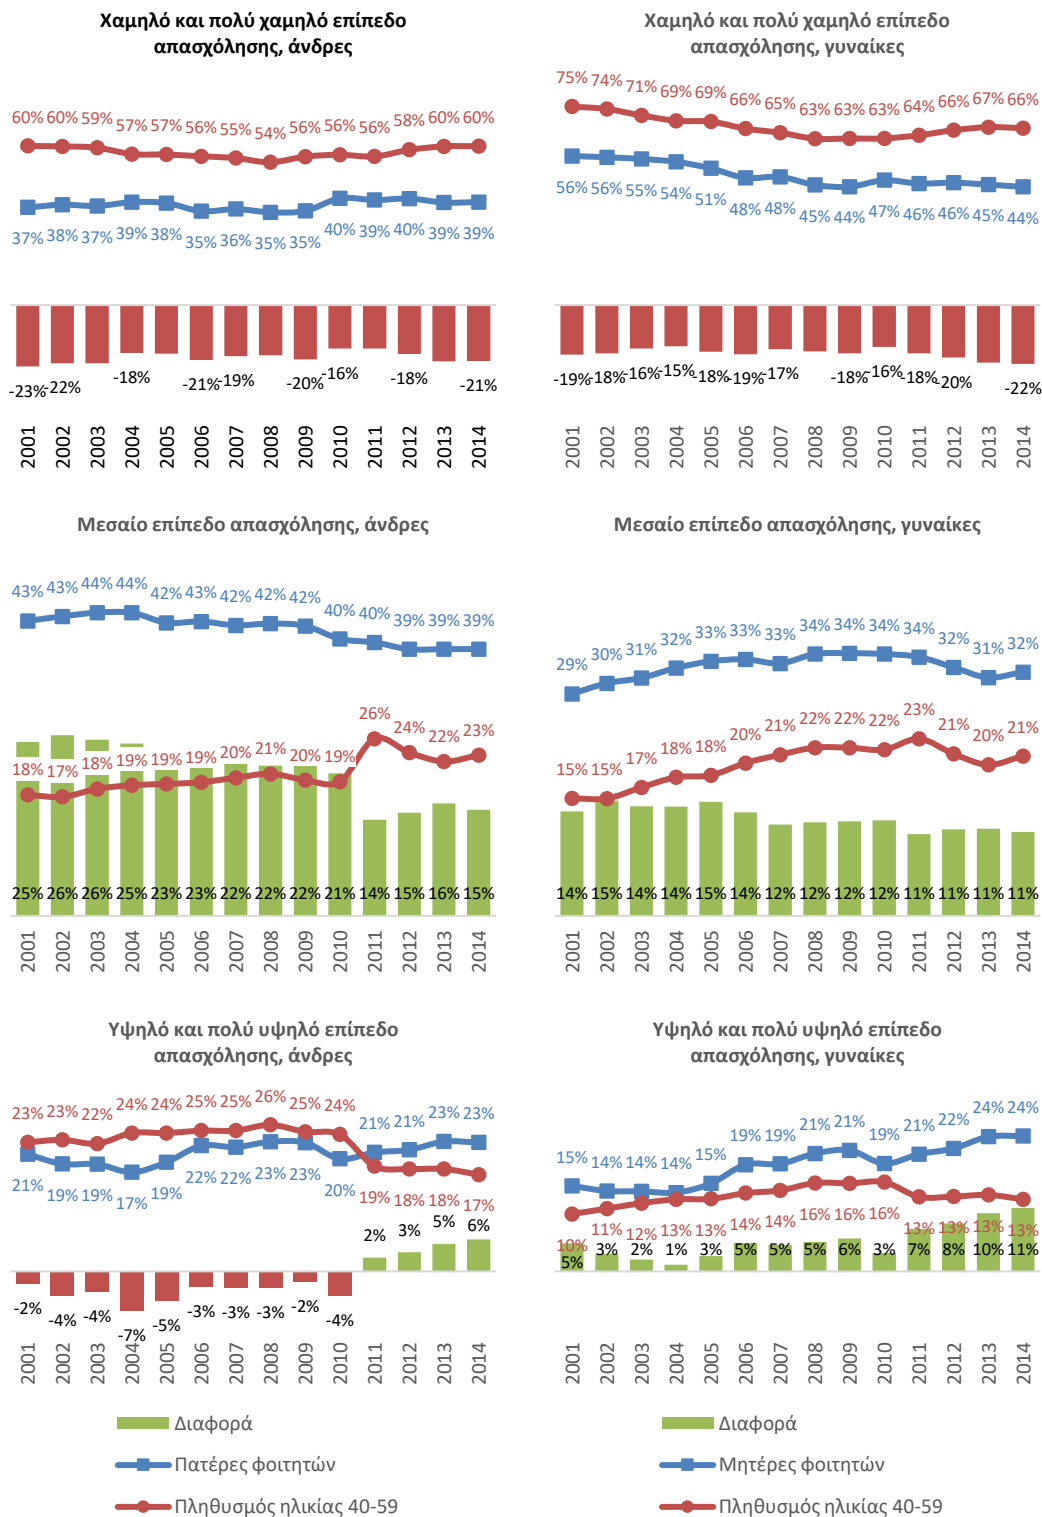 Χαμηλό και πολύ χαμηλό επίπεδο
απασχόλησης, άνδρες
60% 60% 59% 57% 57% 56% 55% 54% 56% 56% 56% 58% 60% 60%
37% 38% 37% 39% 38% 35% 36% 35% 35% 40% 39% 40% 39% 39%
-23% -22% -18% -21% -19% -20% -16% -18% -21%
2001 2002 2003 2004 2005 2006 2007 2008 2009 2010 2011 2012 2013 2014
Χαμηλό και πολύ χαμηλό επίπεδο
απασχόλησης, γυναίκες
75% 74% 71% 69% 69% 66% 65% 63% 63% 63% 64% 66% 67% 66%
56% 56% 55% 54% 51% 48% 48% 45% 44% 47% 46% 46% 45% 44%
-19% -18% -16% -15% -18% -19% -17% -18% -16% -18% -20% -22%
2001 2002 2003 2004 2005 2006 2007 2008 2009 2010 2011 2012 2013 2014
Μεσαίο επίπεδο απασχόλησης, άνδρες
43% 43% 44% 44% 42% 43% 42% 42% 42% 40% 40% 39% 39% 39%
18% 17% 18% 19% 19% 19% 20% 21% 20% 19% 26% 24% 22% 23%
25% 26% 26% 25% 23% 23% 22% 22% 22% 21% 14% 15% 16% 15%
2001 2002 2003 2004 2005 2006 2007 2008 2009 2010 2011 2012 2013 2014
Μεσαίο επίπεδο απασχόλησης, γυναίκες
29% 30% 31% 32% 33% 33% 33% 34% 34% 34% 34% 32% 31% 32%
15% 15% 17% 18% 18% 20% 21% 22% 22% 22% 23% 21% 20% 21%
14% 15% 14% 14% 15% 14% 12% 12% 12% 12% 11% 11% 11% 11%
2001 2002 2003 2004 2005 2006 2007 2008 2009 2010 2011 2012 2013 2014
Υψηλό και πολύ υψηλό επίπεδο
απασχόλησης, άνδρες
23% 23% 22% 24% 24% 25% 25% 26% 25% 24% 21% 21% 23% 23%
21% 19% 19% 17% 19% 22% 22% 23% 23% 20% 19% 18% 18% 17%
2% 3% 5% 6%
-2% -4% -4% -7% -5% -3% -3% -3% -2% -4%
2001 2002 2003 2004 2005 2006 2007 2008 2009 2010 2011 2012 2013 2014
Υψηλό και πολύ υψηλό επίπεδο
απασχόλησης, γυναίκες
15% 14% 14% 14% 15% 19% 19% 21% 21% 19% 21% 22% 24% 24%
10% 11% 12% 13% 13% 14% 14% 16% 16% 16% 13% 13% 13% 13%
5% 3% 2% 1% 3% 5% 5% 5% 6% 3% 7% 8% 10% 11%
2001 2002 2003 2004 2005 2006 2007 2008 2009 2010 2011 2012 2013 2014
Διαφορά
Πατέρες φοιτητών
Πληθυσμός ηλικίας 40-59
Διαφορά
Μητέρες φοιτητών
Πληθυσμός ηλικίας 40-59